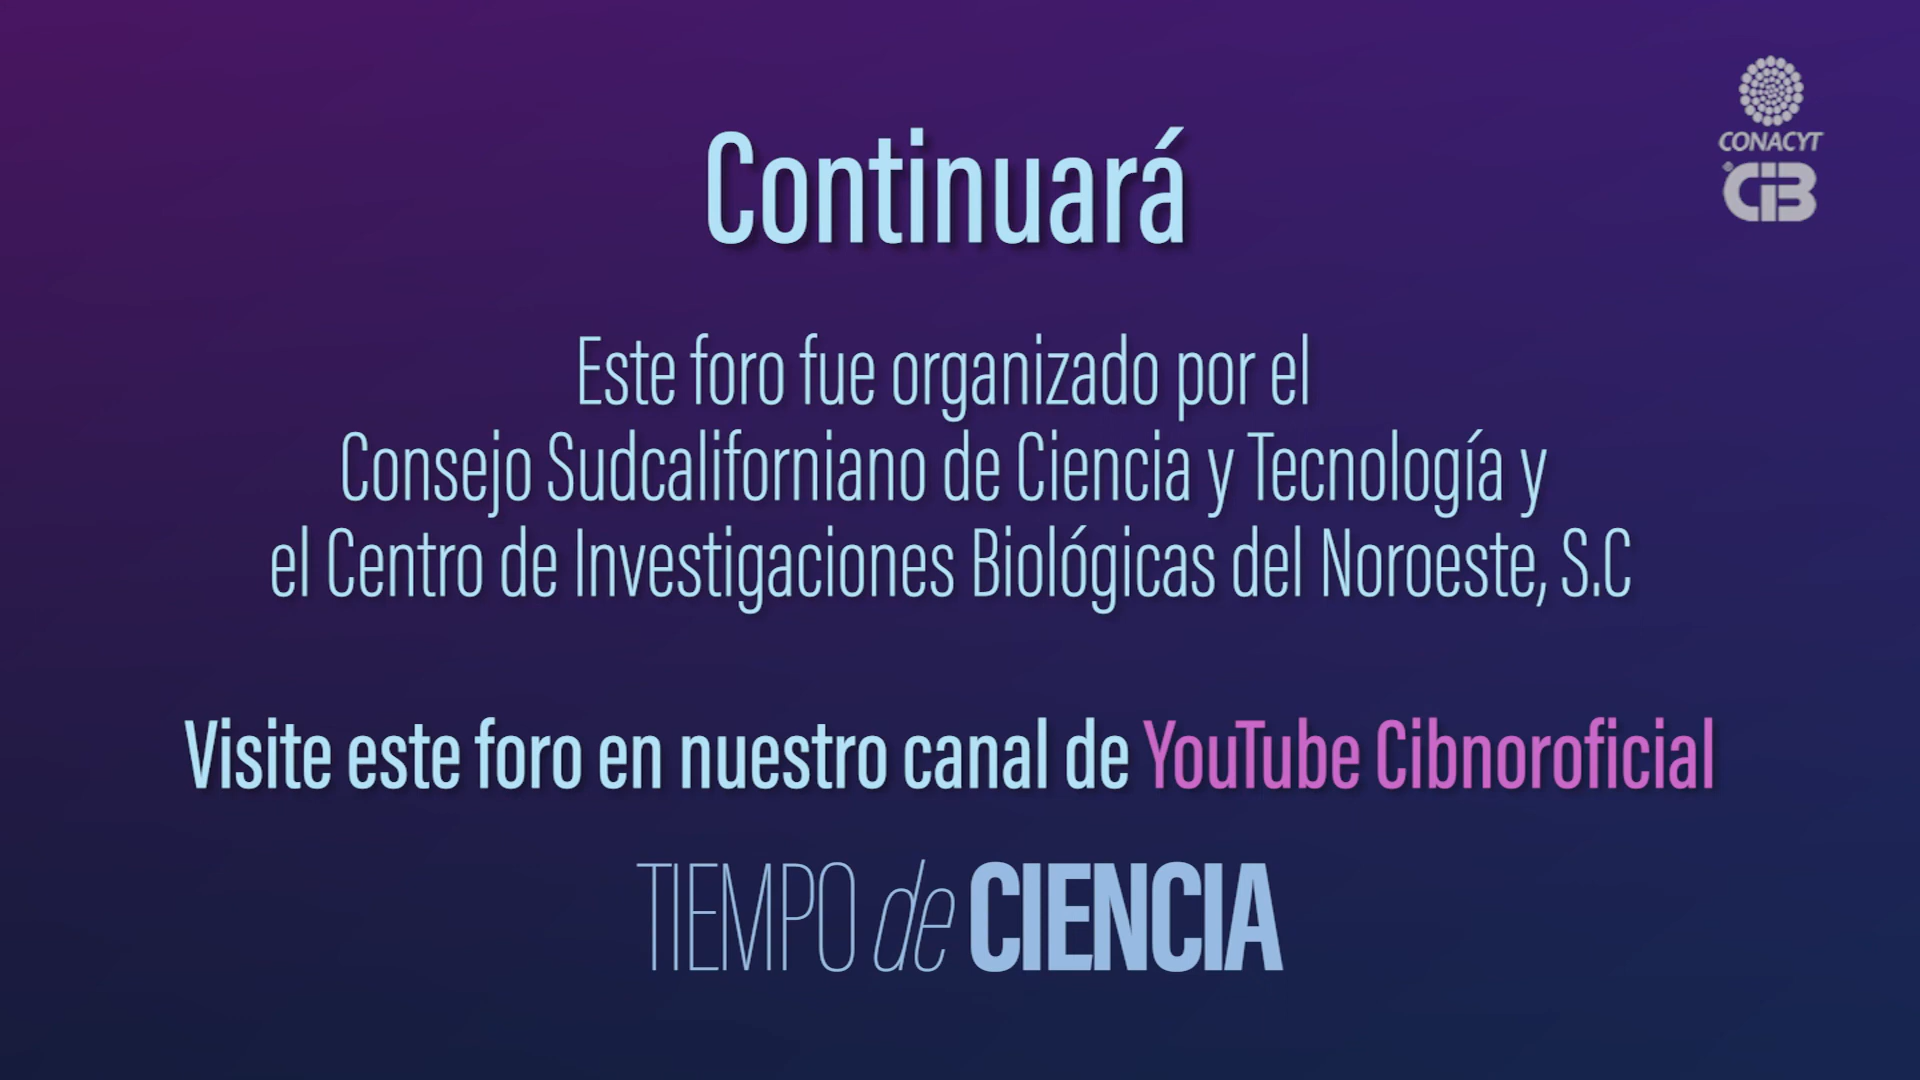 CONACYT
CiB
Continuará
Este foro fue organizado por el
Consejo Sudcaliforniano de Ciencia y Tecnología y
el Centro de Investigaciones Biológicas del Noroeste, S.C
Visite este foro en nuestro canal de YouTube Cibnoroficial
TIEMPO de CIENCIA